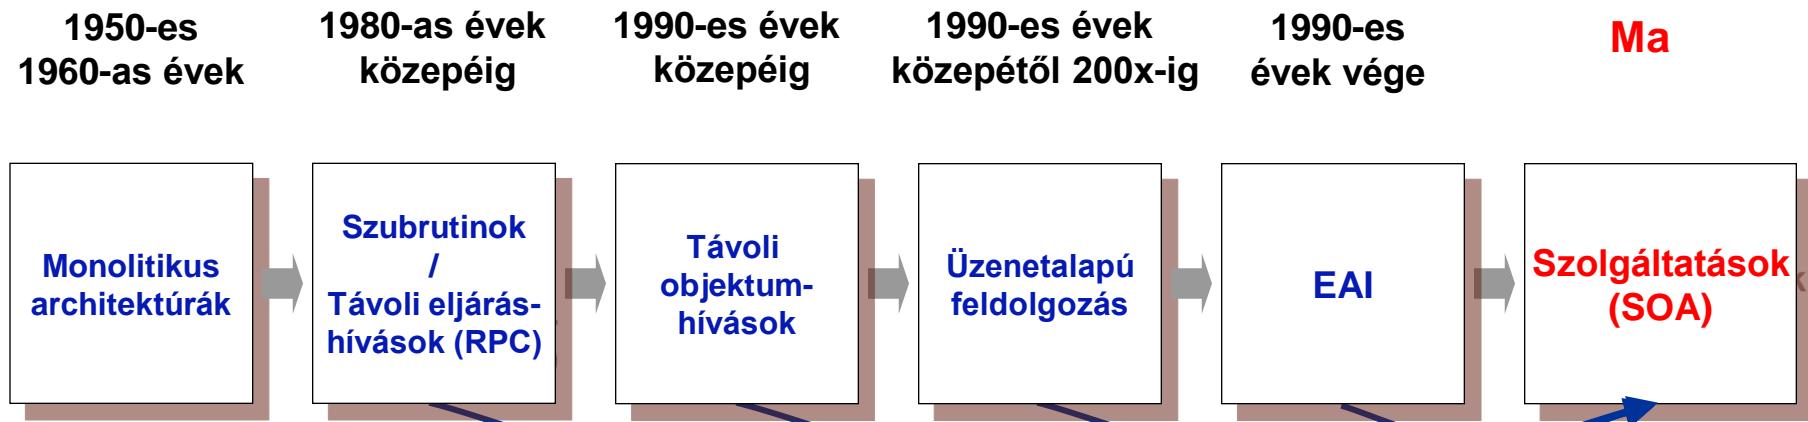 1950-es
1960-as évek
1980-as évek
közepéig
1990-es évek
közepéig
1990-es évek
közepétől 200x-ig
1990-es
évek vége
Ma
Monolitikus
architektúrák
Szubrutinok
/
Távoli eljárás-
hívások (RPC)
Távoli
objektum-
hívások
Üzenetalapú
feldolgozás
EAI
Szolgáltatások
(SOA)